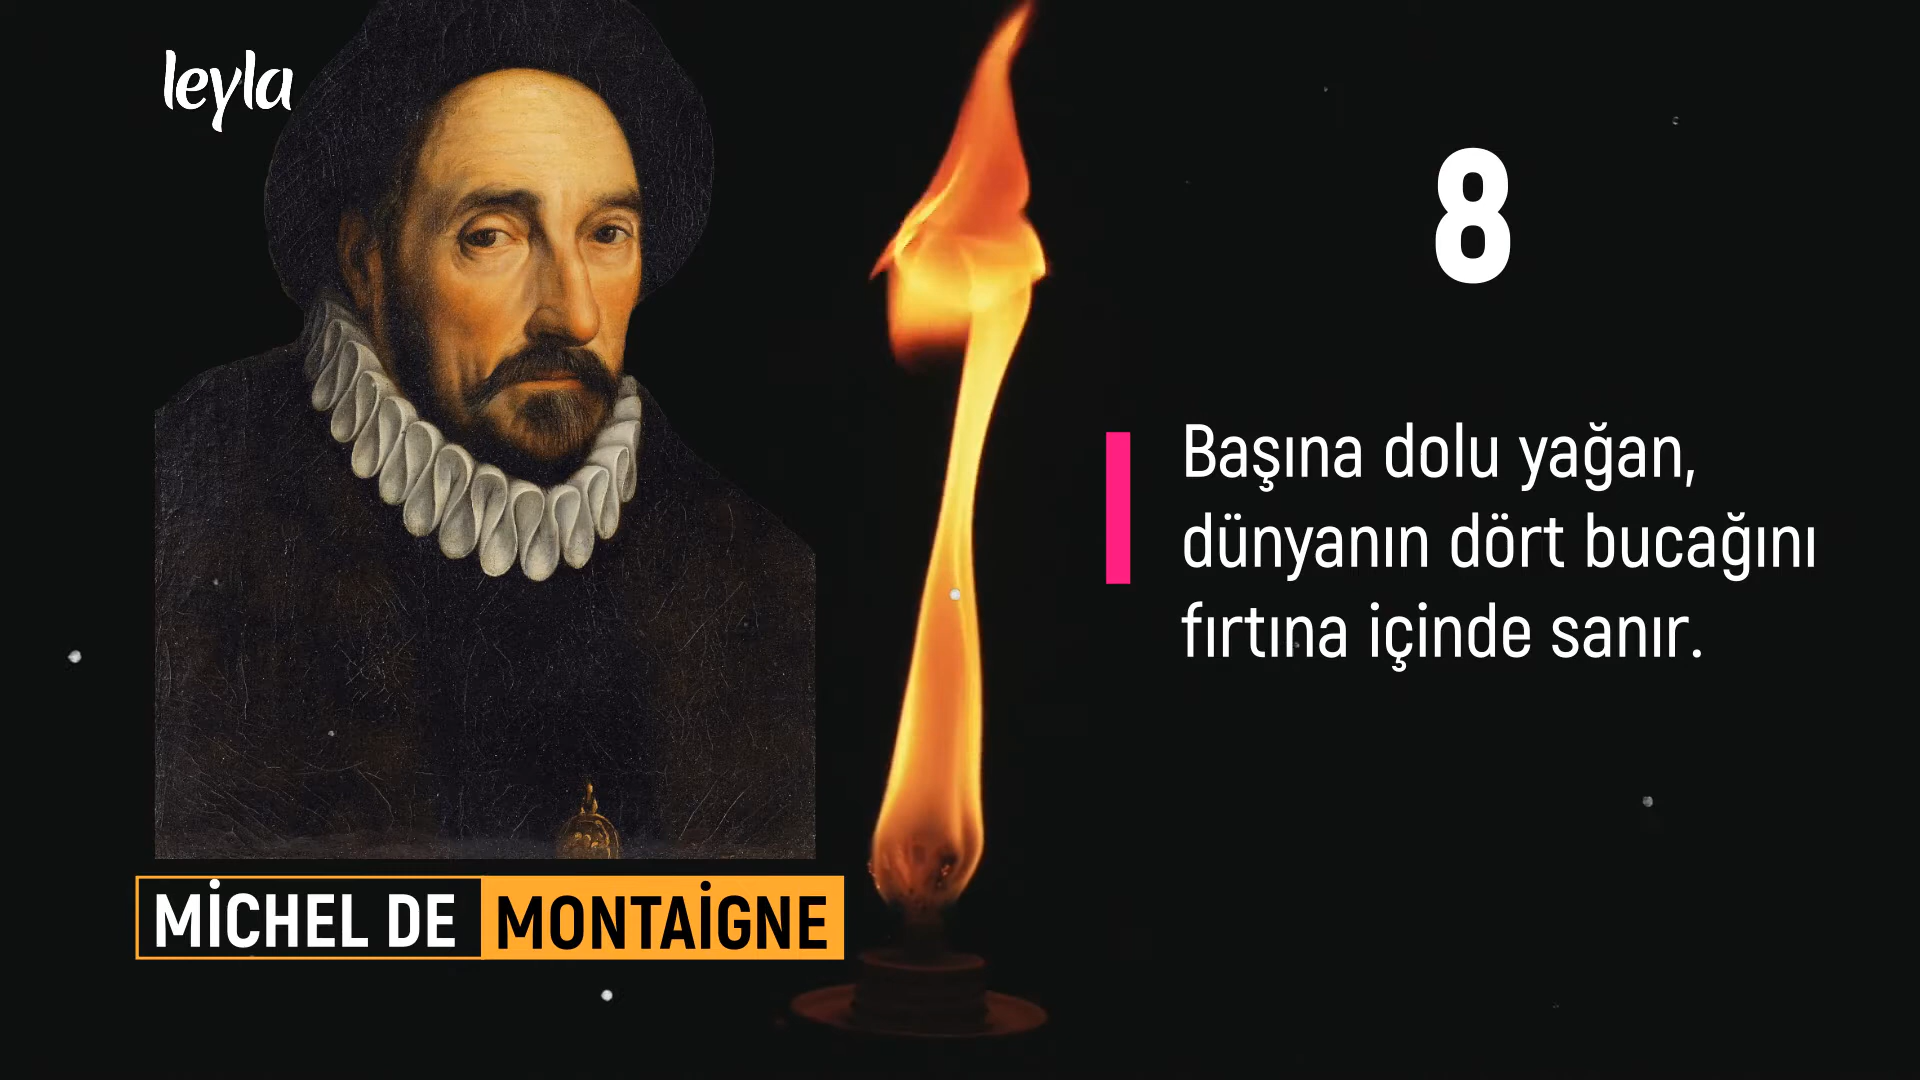 leyla
8
Başına dolu yağan,
dünyanın dört bucağını
fırtına içinde sanır.
MİCHEL DE MONTAİGNE